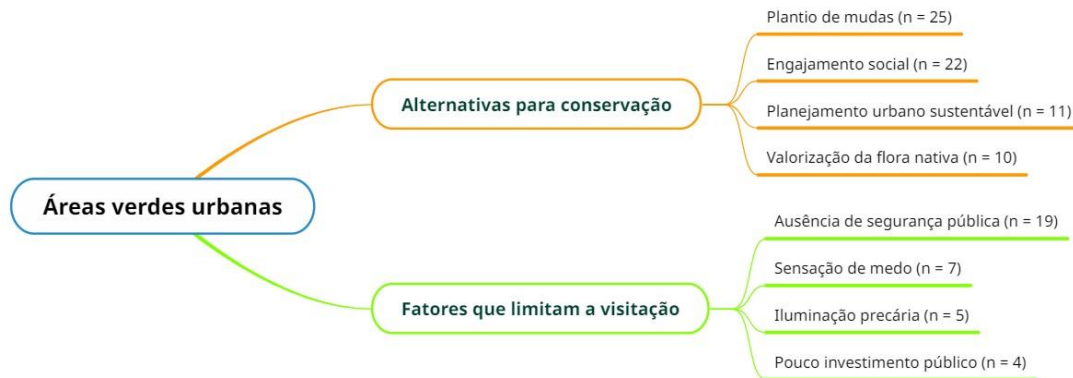 Áreas verdes urbanas
Alternativas para conservação
Plantio de mudas (n = 25)
Engajamento social (n = 22)
Planejamento urbano sustentável (n = 11)
Valorização da flora nativa (n = 10)
Fatores que limitam a visitação
Ausência de segurança pública (n = 19)
Sensação de medo (n = 7)
Iluminação precária (n = 5)
Pouco investimento público (n = 4)